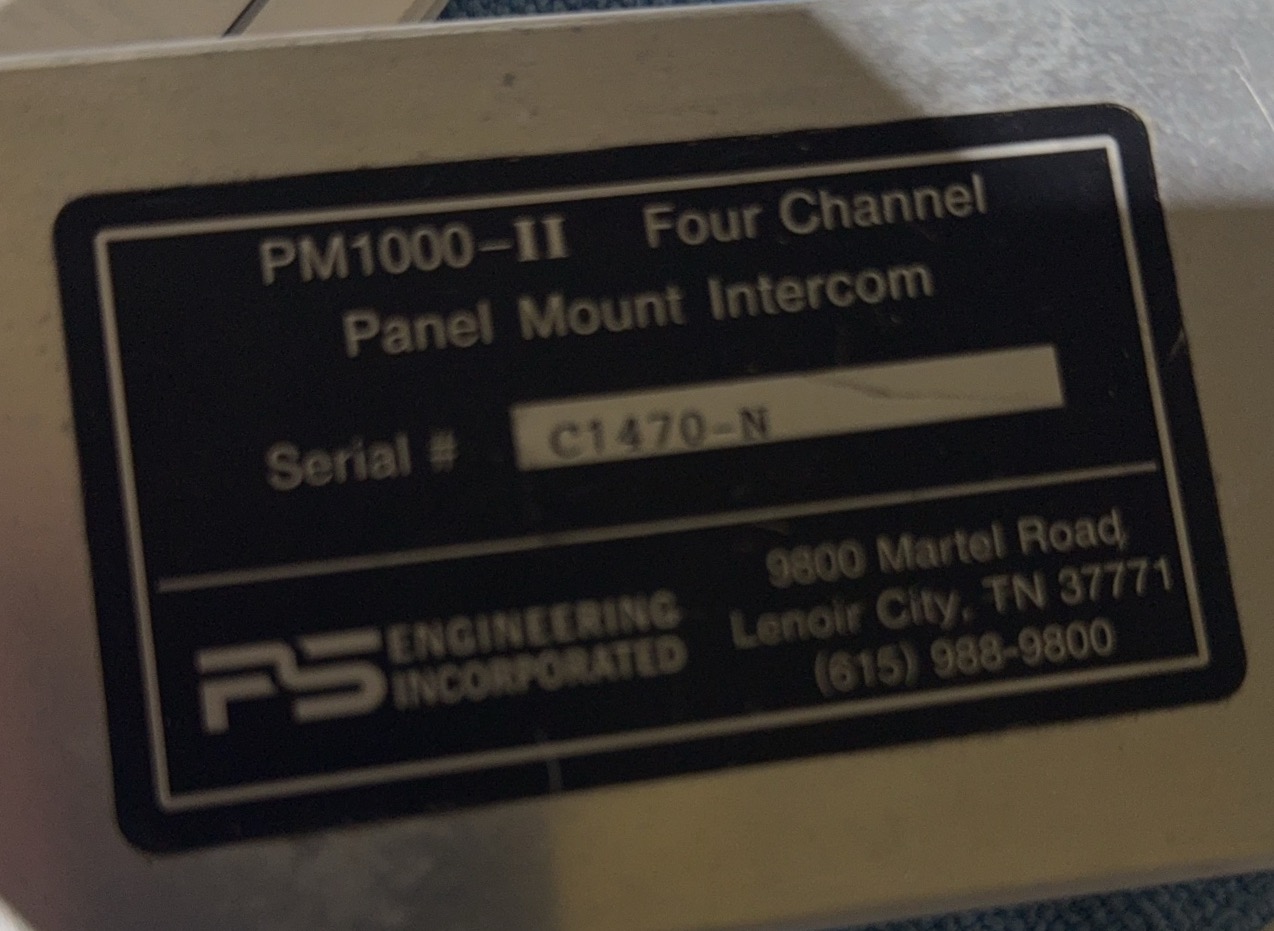 PM1000-II Four Channel
Panel Mount Intercom
Serial # C1470-N
PS ENGINEERING
INCORPORATED
9800 Martel Road,
Lenoir City, TN 37771
(615) 988-9800